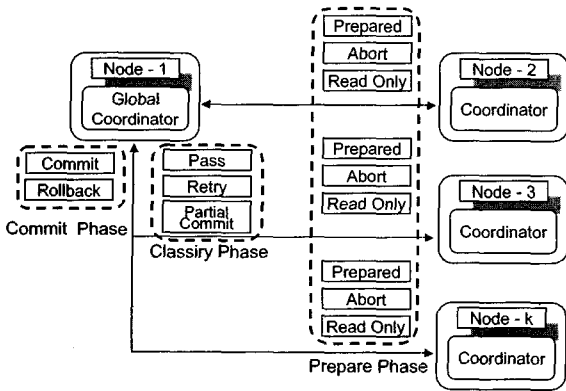 Node - 1
Global
Coordinator
Commit
Rollback
Commit Phase
Pass
Retry
Partial
Commit
Classiry Phase
Prepared
Abort
Read Only
Prepared
Abort
Read Only
Prepared
Abort
Read Only
Prepare Phase
Node - 2
Coordinator
Node - 3
Coordinator
Node - k
Coordinator